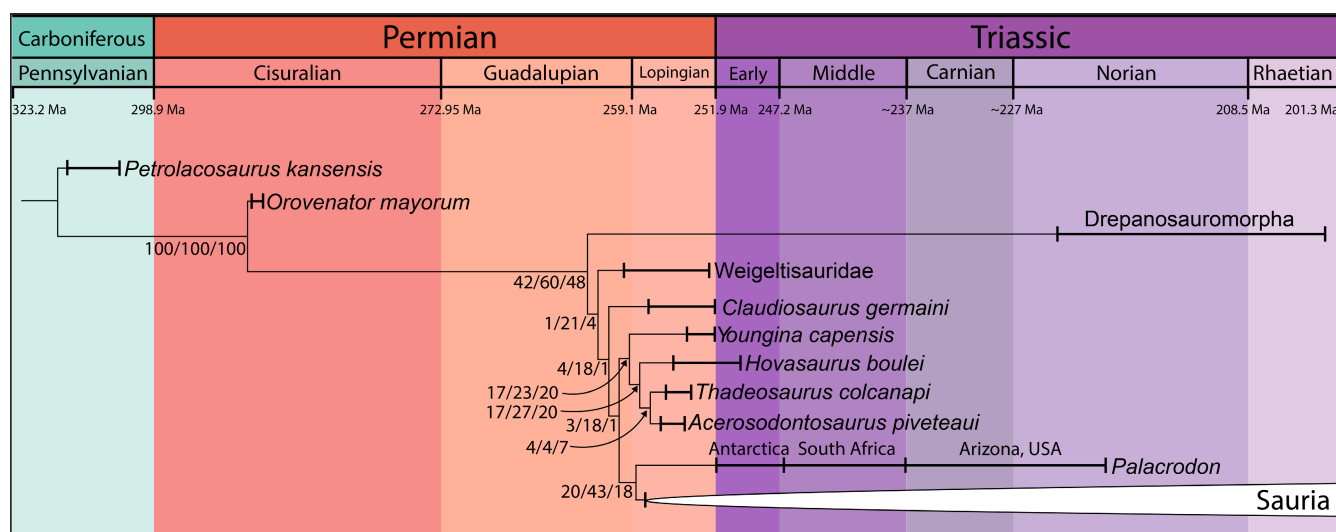 Carboniferous Permian Triassic
Pennsylvanian Cisuralian Guadalupian Lopingian Early Middle Carnian Norian Rhaetian
323.2 Ma 298.9 Ma 272.95 Ma 259.1 Ma 251.9 Ma 247.2 Ma ~237 Ma ~227 Ma 208.5 Ma 201.3 Ma
Petrolacosaurus kansensis
Orovenator mayorum
Drepanosauromorpha
100/100/100
Weigeltisauridae
42/60/48
Claudiosaurus germaini
1/21/4
Youngina capensis
Hovasaurus boulei
4/18/1
17/23/20
Thadeosaurus colcanapi
17/27/20
3/18/1
Acerosodontosaurus piveteaui
4/4/7
Antarctica South Africa Arizona, USA
Palacrodon
20/43/18
Sauria